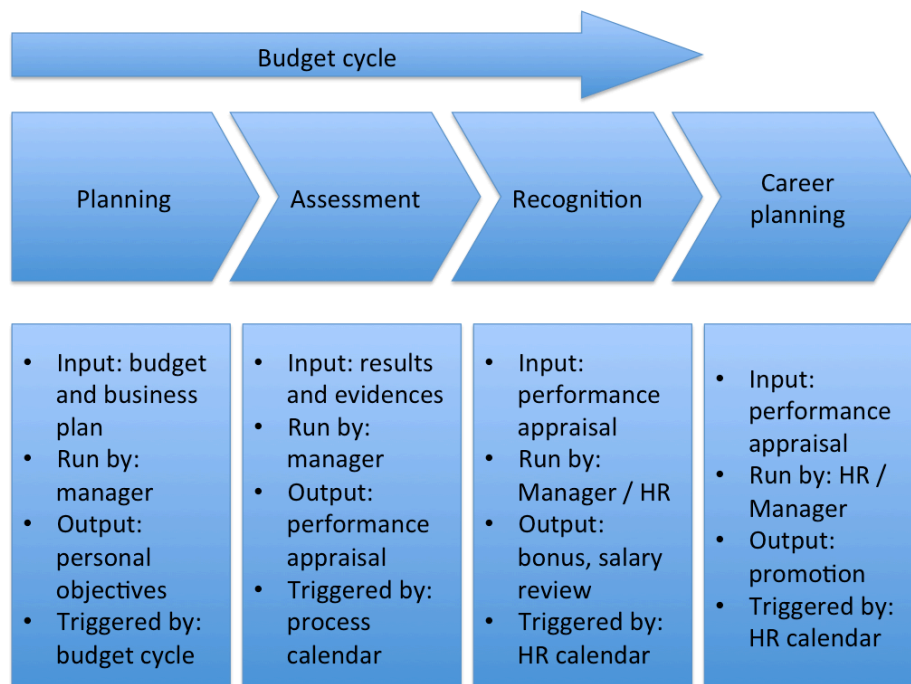 Budget cycle
Planning
Assessment
Recognition
Career
planning
• Input: budget
and business
plan
• Run by:
manager
• Output:
personal
objectives
• Triggered by:
budget cycle
• Input: results
and evidences
• Run by:
manager
• Output:
performance
appraisal
• Triggered by:
process
calendar
• Input:
performance
appraisal
• Run by:
Manager / HR
• Output:
bonus, salary
review
• Triggered by:
HR calendar
• Input:
performance
appraisal
• Run by: HR /
Manager
• Output:
promotion
• Triggered by:
HR calendar